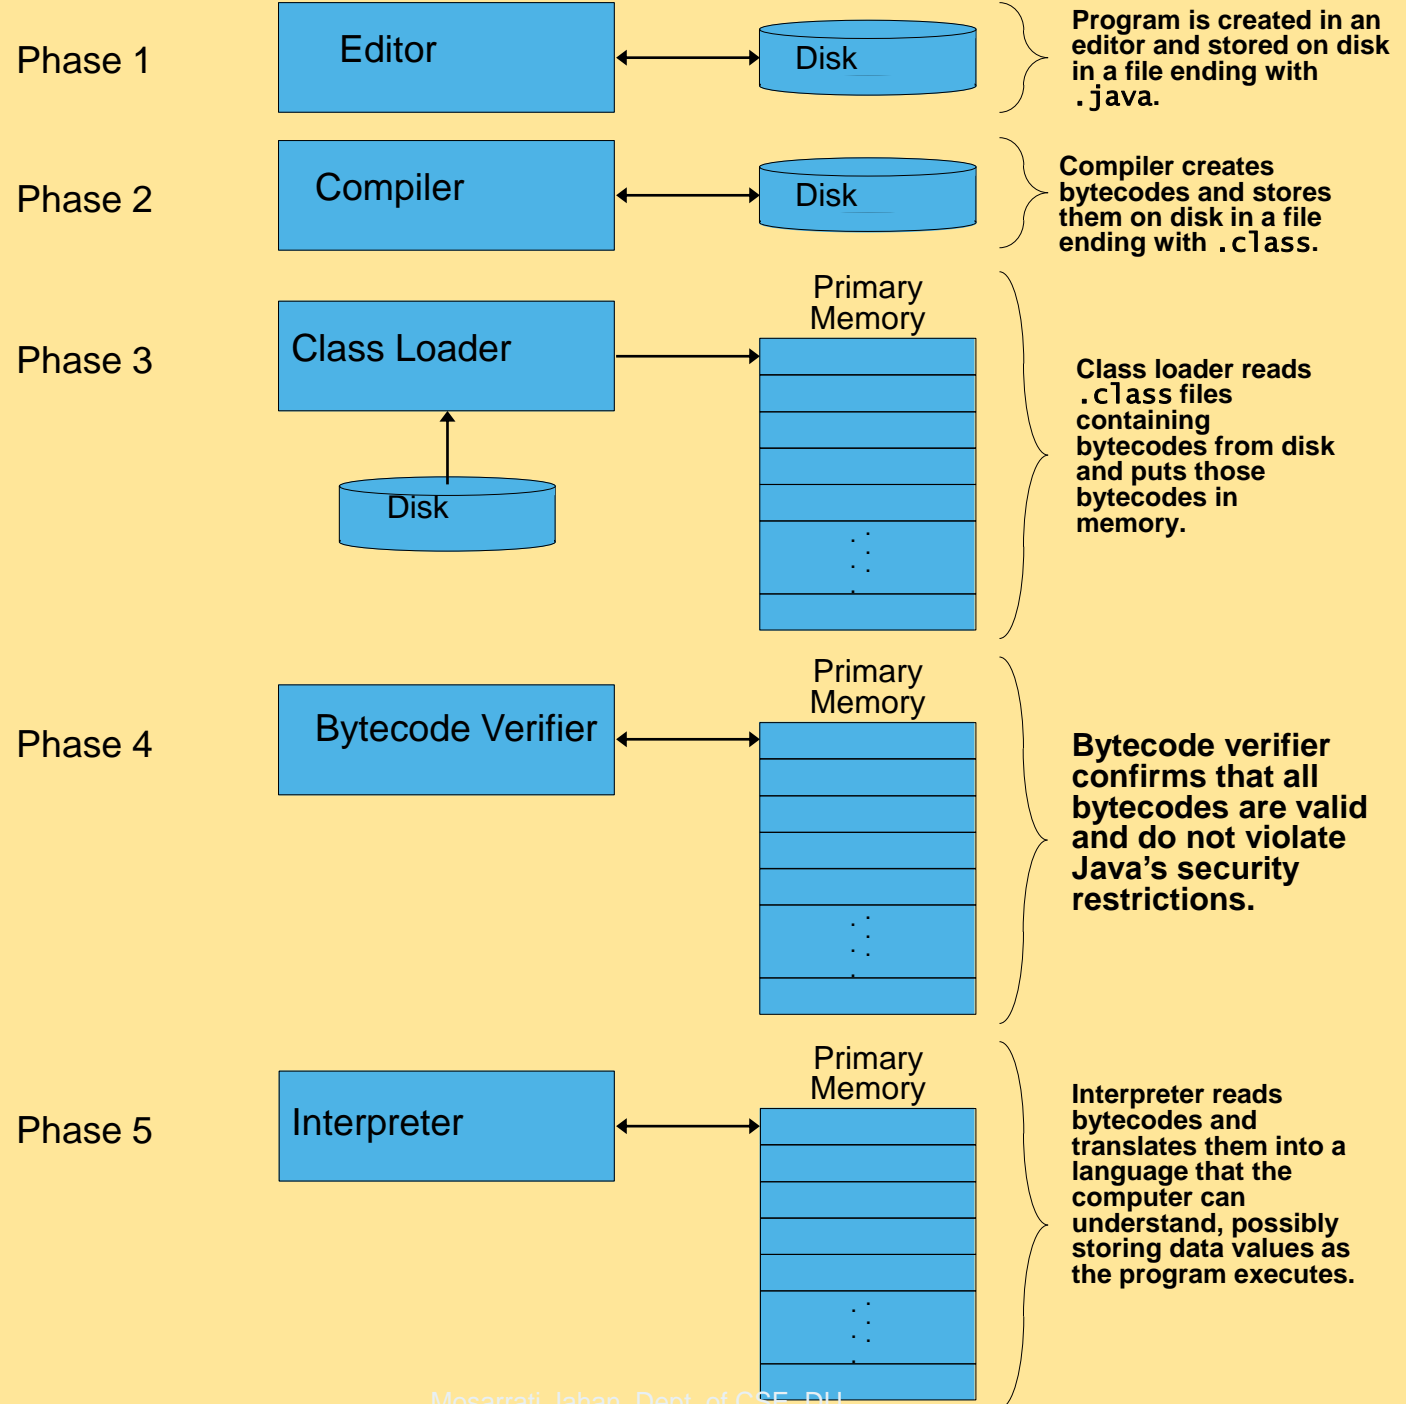 Phase 1
Editor
Disk
Program is created in an
editor and stored on disk
in a file ending with
.java.
Phase 2
Compiler
Disk
Compiler creates
bytecodes and stores
them on disk in a file
ending with .class.
Phase 3
Class Loader
Disk
Primary
Memory
Class loader reads
.class files
containing
bytecodes from disk
and puts those
bytecodes in
memory.
Phase 4
Bytecode Verifier
Primary
Memory
Bytecode verifier
confirms that all
bytecodes are valid
and do not violate
Java's security
restrictions.
Phase 5
Interpreter
Primary
Memory
Interpreter reads
bytecodes and
translates them into a
language that the
computer can
understand, possibly
storing data values as
the program executes.
Jahan, Dept. of CSE, DU